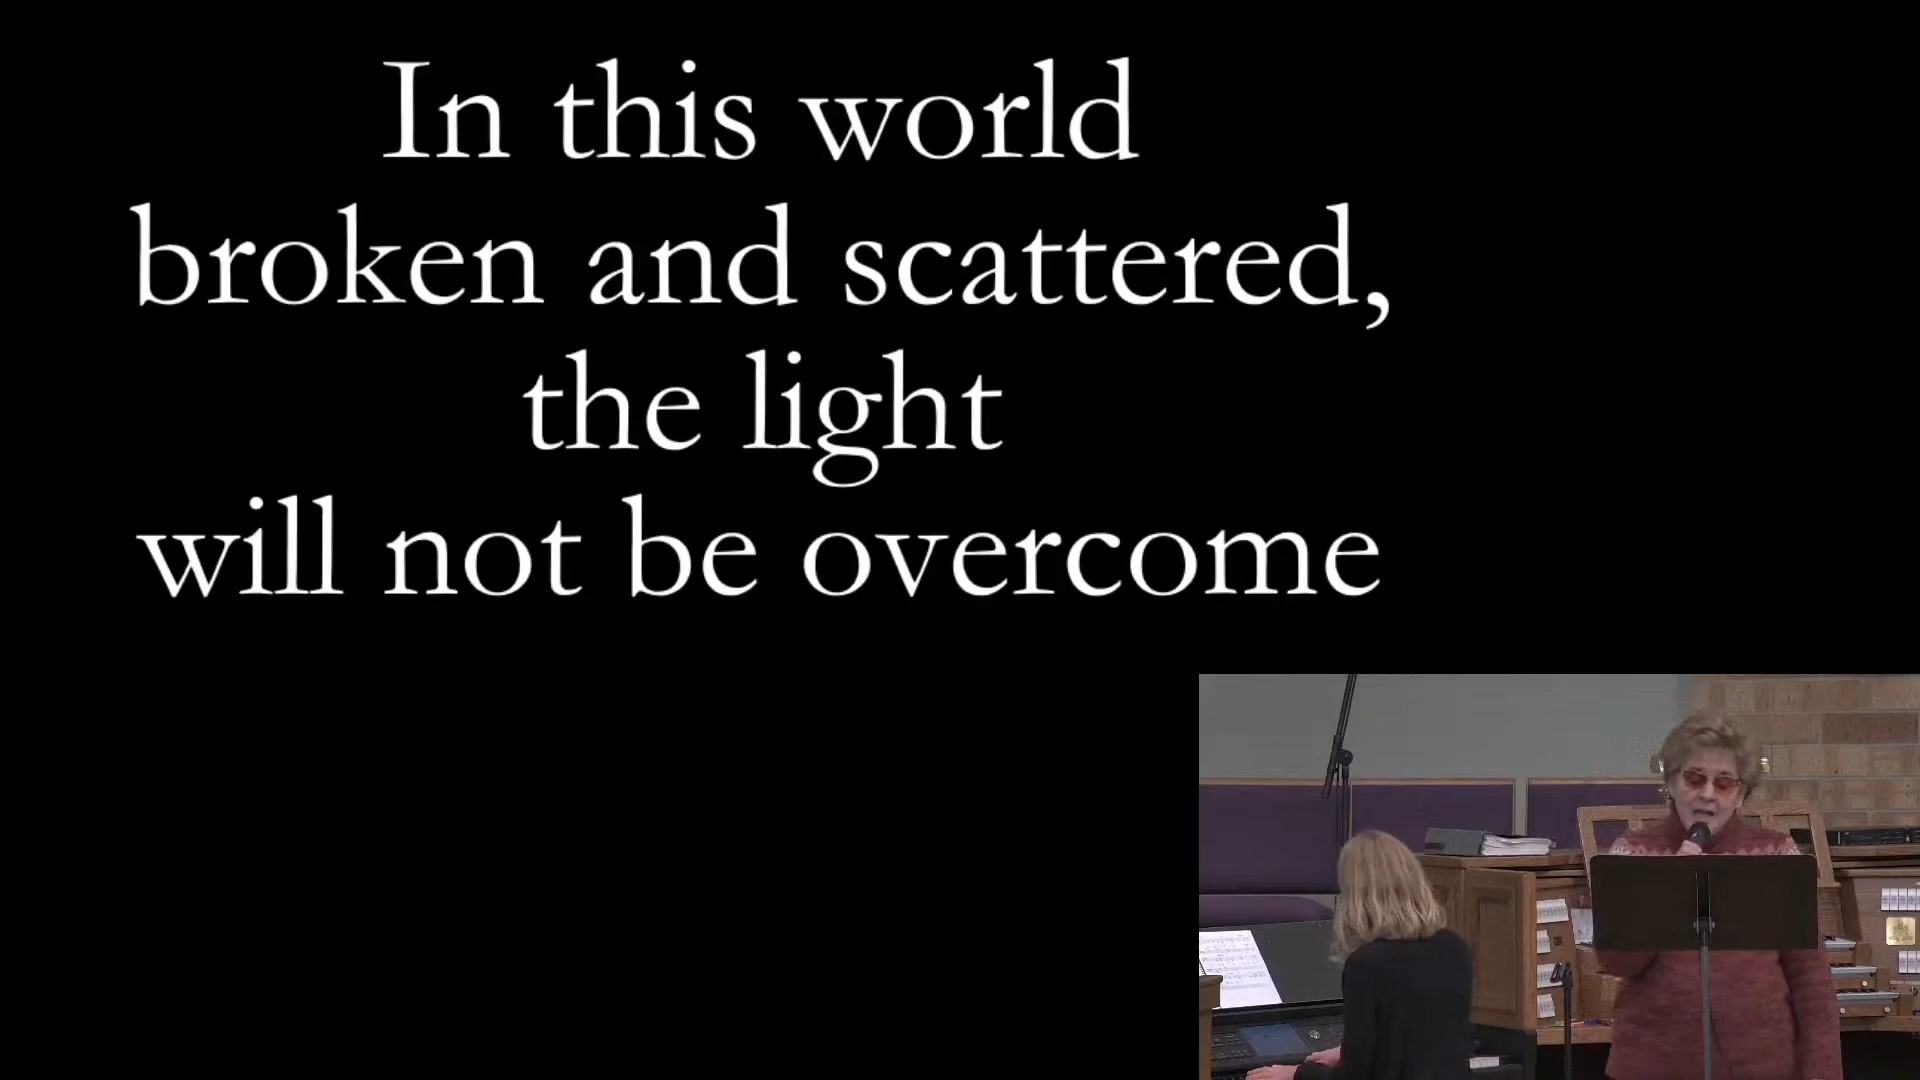 In this world
broken and scattered,
the light
will not be overcome